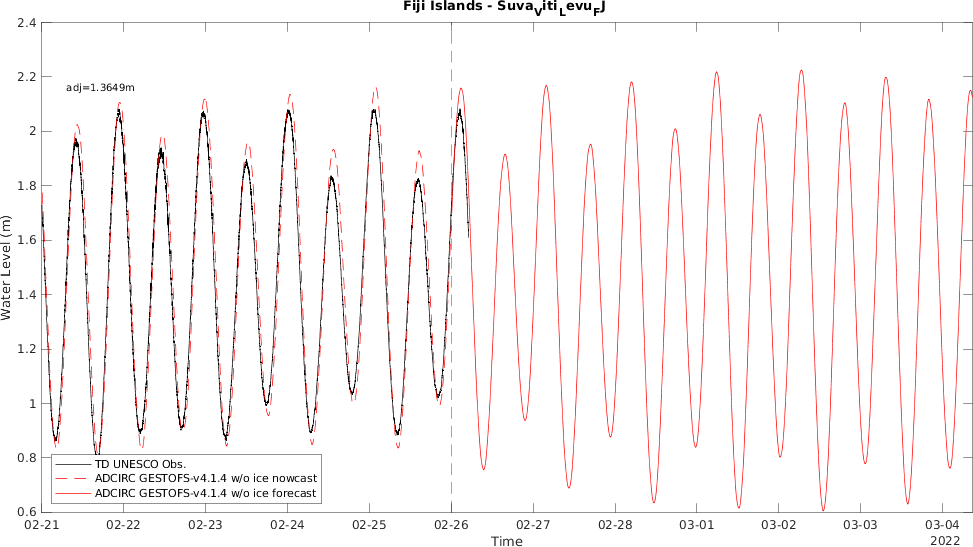 Fiji Islands - SuvaVitiLevuFJ
2.4
2.2
2
1.8
1.6
1.4
1.2
1
0.8
0.6
Water Level (m)
adj=1.3649m
TD UNESCO Obs.
ADCIRC GESTOFS-v4.1.4 w/o ice nowcast
ADCIRC GESTOFS-v4.1.4 w/o ice forecast
02-21 02-22 02-23 02-24 02-25 02-26 02-27 02-28 03-01 03-02 03-03 03-04
Time
2022